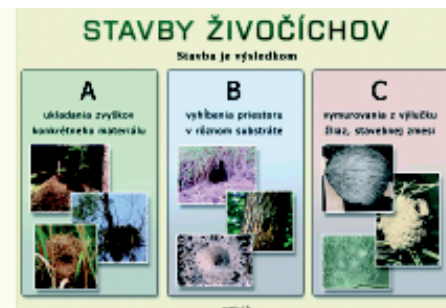 STAVBY ŽIVOČÍCHOV
Stavba je výsledkom
A
ukladania zvyškov
konkrétneho materiálu
B
vyhĺbenia priestoru
v rôznom substráte
C
vymurovania z výlučku
žliaz, stavebnej zmesi